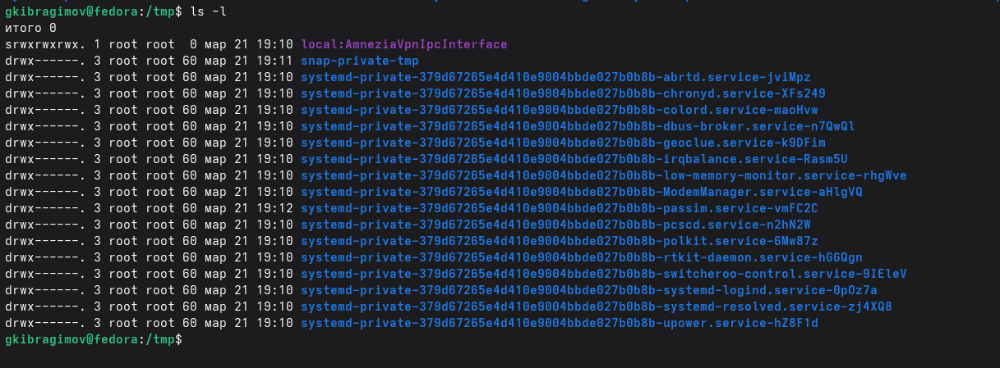 gkibragimov@fedora:/tmp$ ls -l
итого 0
srwxrwxrwx. 1 root root  0 мар 21 19:10 local:AmneziaVpnIpcInterface
drwx------. 3 root root 60 мар 21 19:11 snap-private-tmp
drwx------. 3 root root 60 мар 21 19:10 systemd-private-379d67265e4d410e9004bbde027b0b8b-abrtd.service-jviMpz
drwx------. 3 root root 60 мар 21 19:10 systemd-private-379d67265e4d410e9004bbde027b0b8b-chronyd.service-XFs249
drwx------. 3 root root 60 мар 21 19:10 systemd-private-379d67265e4d410e9004bbde027b0b8b-colord.service-maoHvw
drwx------. 3 root root 60 мар 21 19:10 systemd-private-379d67265e4d410e9004bbde027b0b8b-dbus-broker.service-n7QwQl
drwx------. 3 root root 60 мар 21 19:10 systemd-private-379d67265e4d410e9004bbde027b0b8b-geoclue.service-k9DFim
drwx------. 3 root root 60 мар 21 19:10 systemd-private-379d67265e4d410e9004bbde027b0b8b-irqbalance.service-Rasm5U
drwx------. 3 root root 60 мар 21 19:10 systemd-private-379d67265e4d410e9004bbde027b0b8b-low-memory-monitor.service-rhgWve
drwx------. 3 root root 60 мар 21 19:10 systemd-private-379d67265e4d410e9004bbde027b0b8b-ModemManager.service-aHlgVQ
drwx------. 3 root root 60 мар 21 19:12 systemd-private-379d67265e4d410e9004bbde027b0b8b-passim.service-vmFC2C
drwx------. 3 root root 60 мар 21 19:10 systemd-private-379d67265e4d410e9004bbde027b0b8b-pcscd.service-n2hN2W
drwx------. 3 root root 60 мар 21 19:10 systemd-private-379d67265e4d410e9004bbde027b0b8b-polkit.service-6Mw87z
drwx------. 3 root root 60 мар 21 19:10 systemd-private-379d67265e4d410e9004bbde027b0b8b-rtkit-daemon.service-hGGQgn
drwx------. 3 root root 60 мар 21 19:10 systemd-private-379d67265e4d410e9004bbde027b0b8b-switcheroo-control.service-9IEleV
drwx------. 3 root root 60 мар 21 19:10 systemd-private-379d67265e4d410e9004bbde027b0b8b-systemd-logind.service-0pOz7a
drwx------. 3 root root 60 мар 21 19:10 systemd-private-379d67265e4d410e9004bbde027b0b8b-systemd-resolved.service-zj4XQ8
drwx------. 3 root root 60 мар 21 19:10 systemd-private-379d67265e4d410e9004bbde027b0b8b-upower.service-hZ8F1d
gkibragimov@fedora:/tmp$